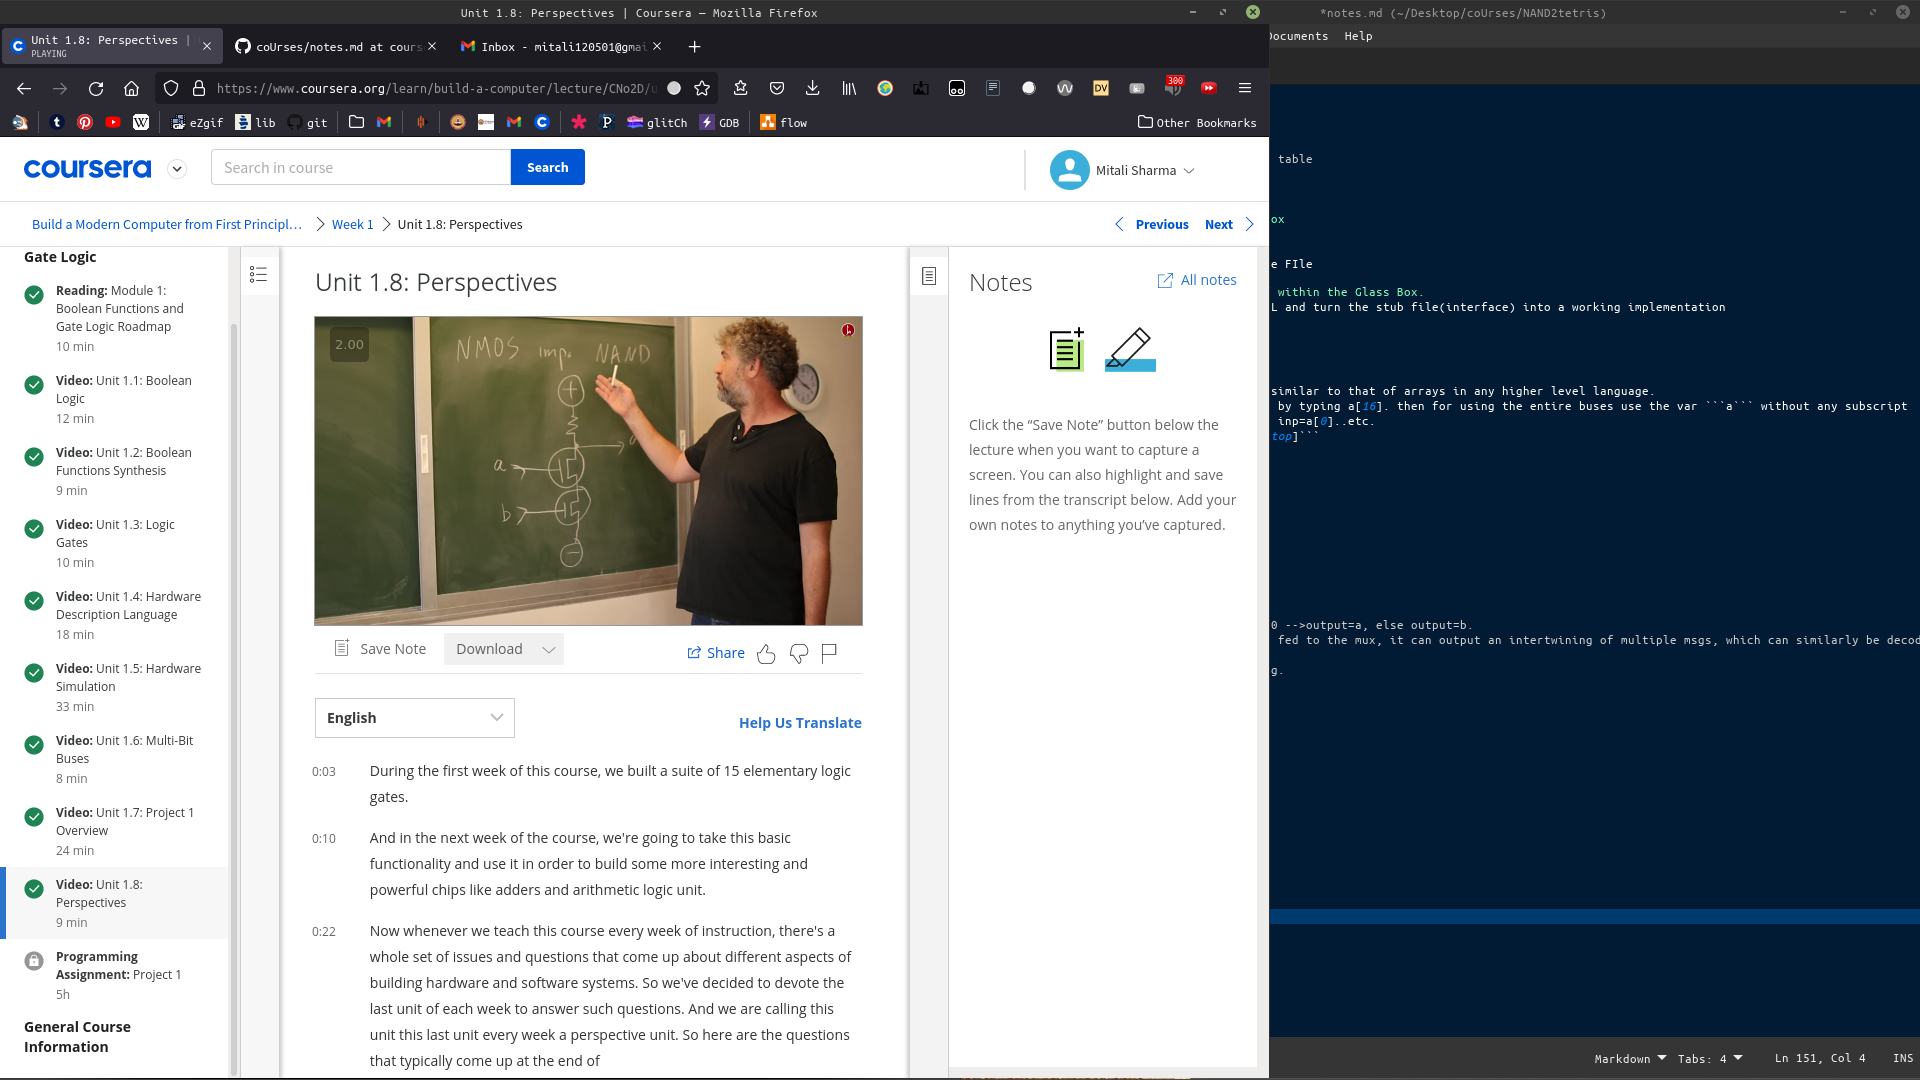 Unit 1.8: Perspectives | Coursera — Mozilla Firefox
*notes.md (~/Desktop/coUrses/NAND2tetris)
Unit 1.8: Perspectives |
PLAYING
coUrses/notes.md at cours
Inbox - mitali120501@gmai
Documents Help
https://www.coursera.org/learn/build-a-computer/lecture/CNo2D/u
300
eZgif
lib
git
glitCh
GDB
flow
Other Bookmarks
coursera
Search in course
Search
Mitali Sharma
Build a Modern Computer from First Principl…
Week 1
Unit 1.8: Perspectives
Previous
Next
Gate Logic
Reading: Module 1:
Boolean Functions and
Gate Logic Roadmap
10 min
Video: Unit 1.1: Boolean
Logic
12 min
Video: Unit 1.2: Boolean
Functions Synthesis
9 min
Video: Unit 1.3: Logic
Gates
10 min
Video: Unit 1.4: Hardware
Description Language
18 min
Video: Unit 1.5: Hardware
Simulation
33 min
Video: Unit 1.6: Multi-Bit
Buses
8 min
Video: Unit 1.7: Project 1
Overview
24 min
Video: Unit 1.8:
Perspectives
9 min
Programming
Assignment: Project 1
5h
General Course
Information
Unit 1.8: Perspectives
2.00
NMOS imp. NAND
a
b
Save Note
Download
Share
English
Help Us Translate
0:03
During the first week of this course, we built a suite of 15 elementary logic
gates.
0:10
And in the next week of the course, we're going to take this basic
functionality and use it in order to build some more interesting and
powerful chips like adders and arithmetic logic unit.
0:22
Now whenever we teach this course every week of instruction, there's a
whole set of issues and questions that come up about different aspects of
building hardware and software systems. So we've decided to devote the
last unit of each week to answer such questions. And we are calling this
unit this last unit every week a perspective unit. So here are the questions
that typically come up at the end of
Notes
All notes
Click the “Save Note” button below the
lecture when you want to capture a
screen. You can also highlight and save
lines from the transcript below. Add your
own notes to anything you’ve captured.
table
ox
e FIle
within the Glass Box.
L and turn the stub file(interface) into a working implementation
similar to that of arrays in any higher level language.
by typing a[16]. then for using the entire buses use the var ```a``` without any subscript
inp=a[0]..etc.
top]```
0 -->output=a, else output=b.
fed to the mux, it can output an intertwining of multiple msgs, which can similarly be decod
g.
Markdown
Tabs: 4
Ln 151, Col 4
INS